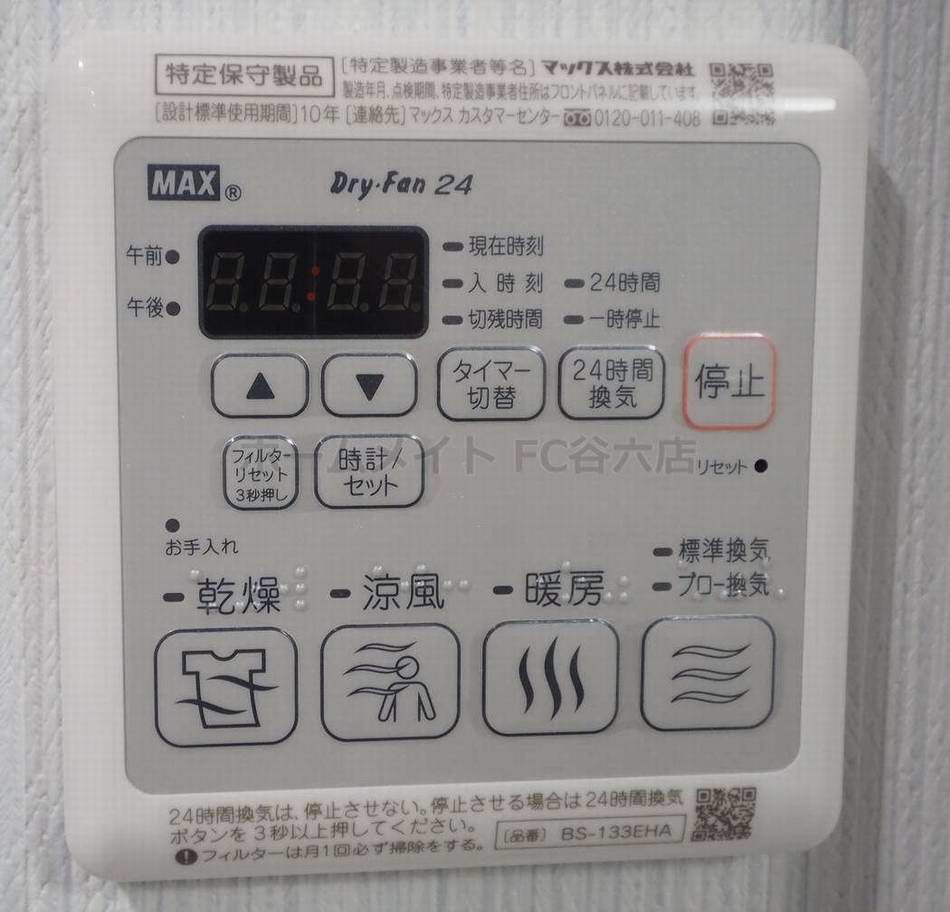 特定保守製品 [特定製造事業者等名] マックス株式会社
製造年月、点検期間、特定製造事業者住所はフロントパネルに記載しています。
[設計標準使用期間]10年 [連絡先]マックス カスタマーセンター 0120-011-408
MAX® Dry・Fan 24
午前
午後
88:88
現在時刻
入時刻 24時間
切残時間 一時停止
▲ ▼
タイマー
切替
24時間
換気
停止
フィルター
リセット
3秒押し
時計/
セット
ホームメイト FC谷六店
リセット
お手入れ
標準換気
乾燥 涼風 暖房 プロー換気
24時間換気は、停止させない。停止させる場合は24時間換気
ボタンを3秒以上押してください。 [品番] BS-133EHA
フィルターは月1回必ず掃除をする。